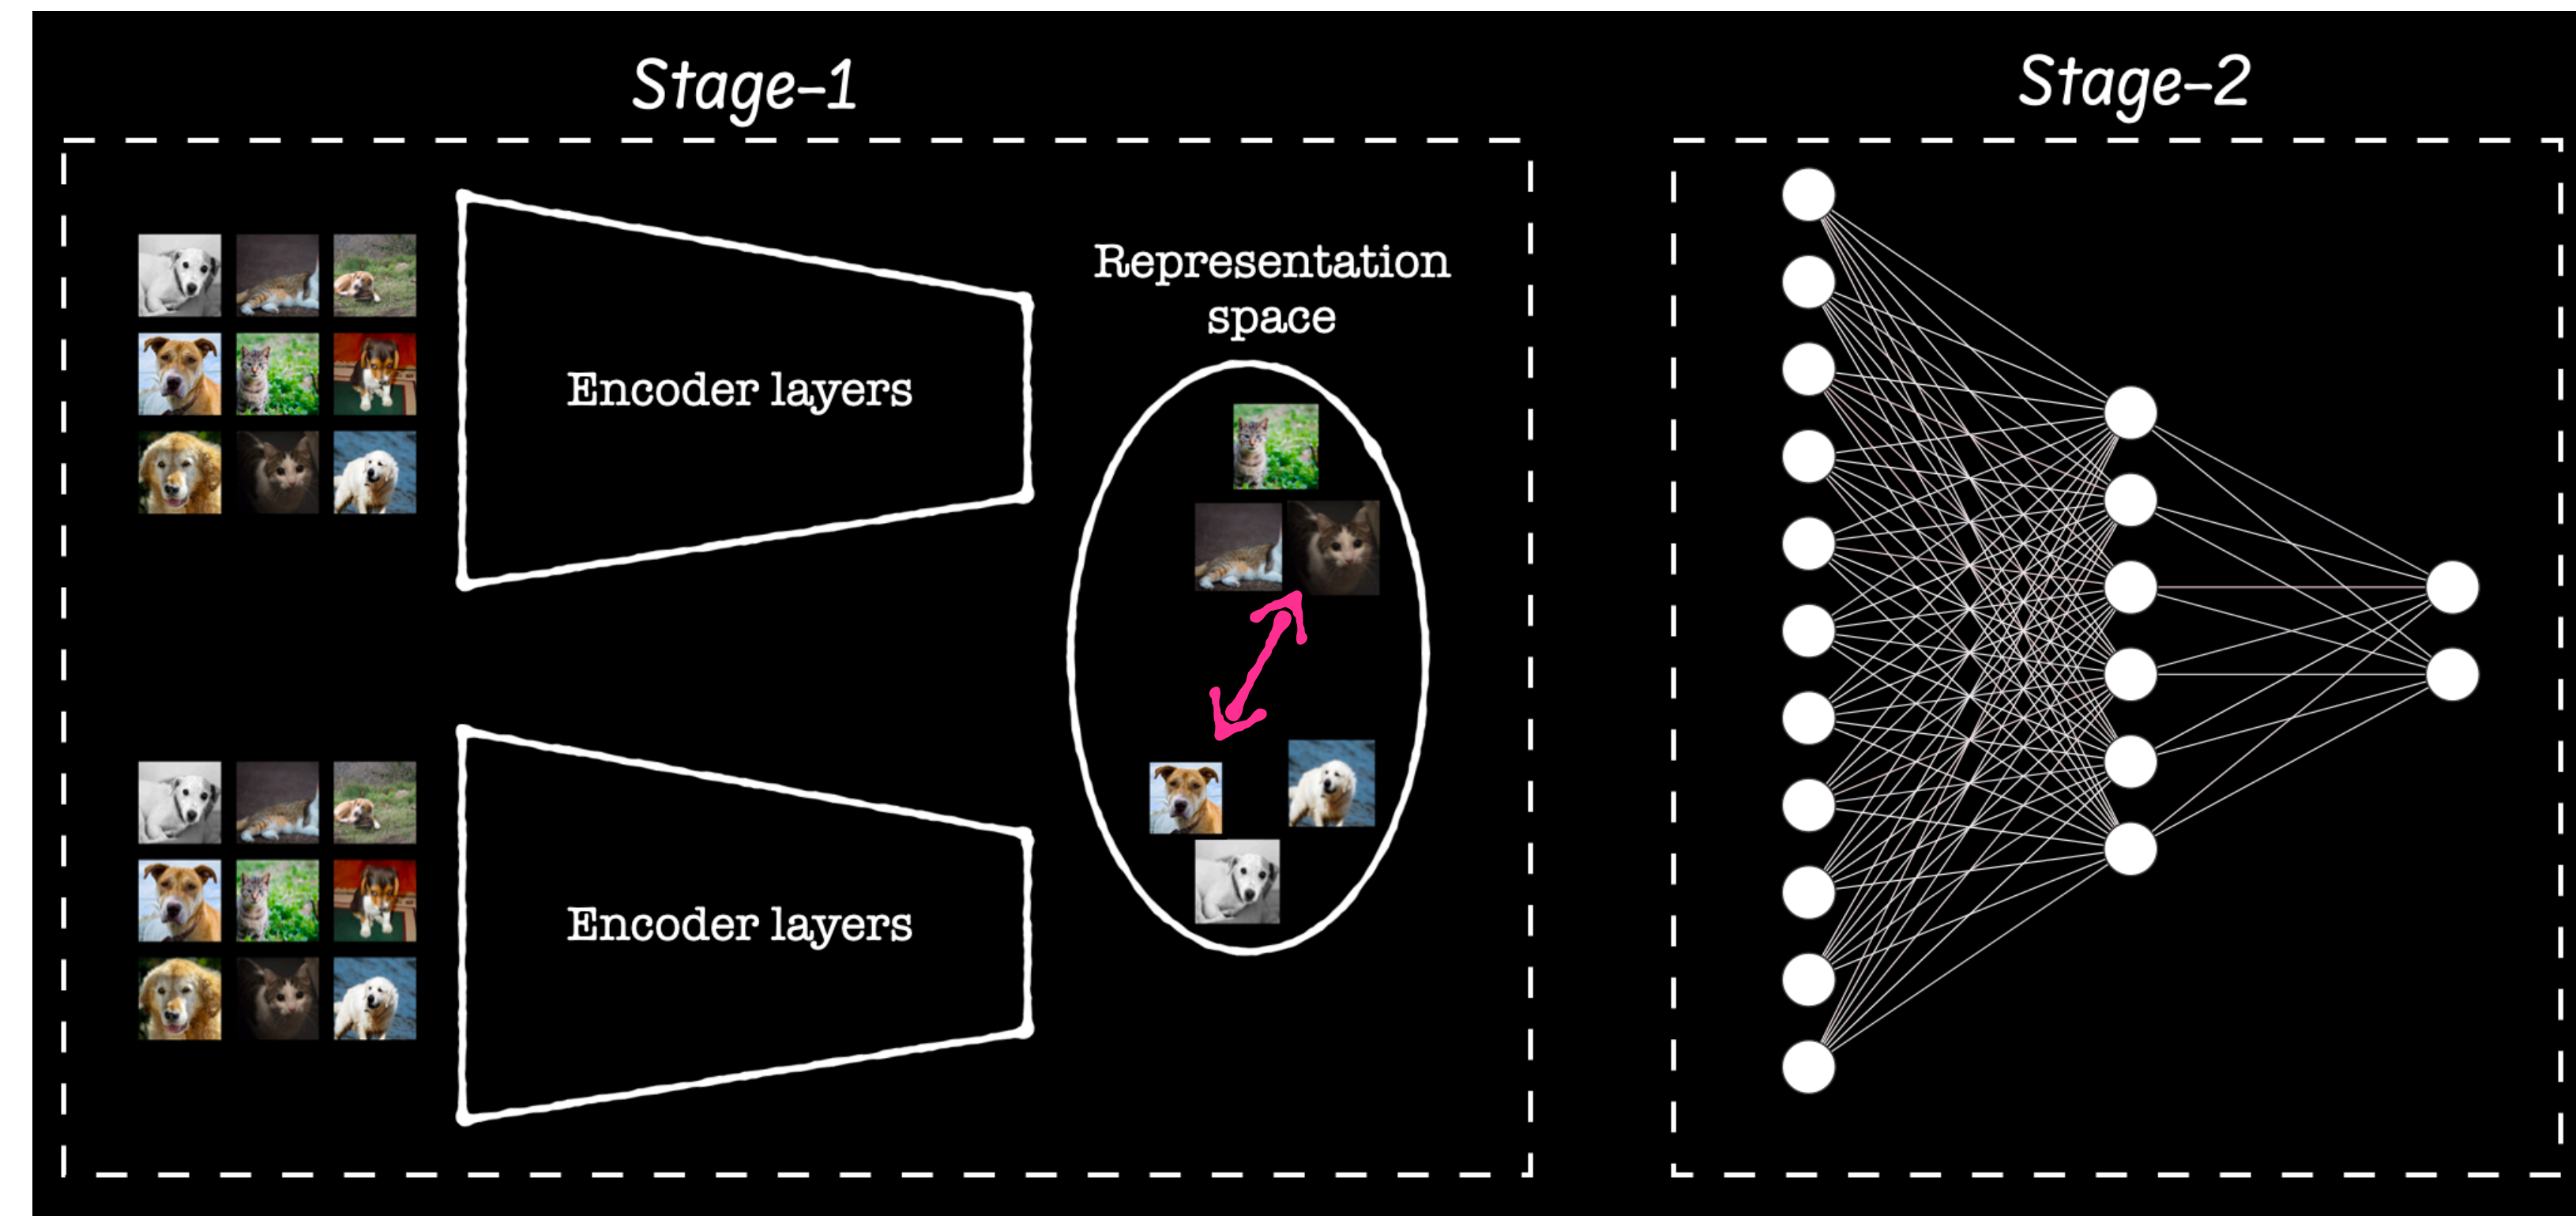 Stage-1
Stage-2
Representation
space
Encoder layers
Encoder layers